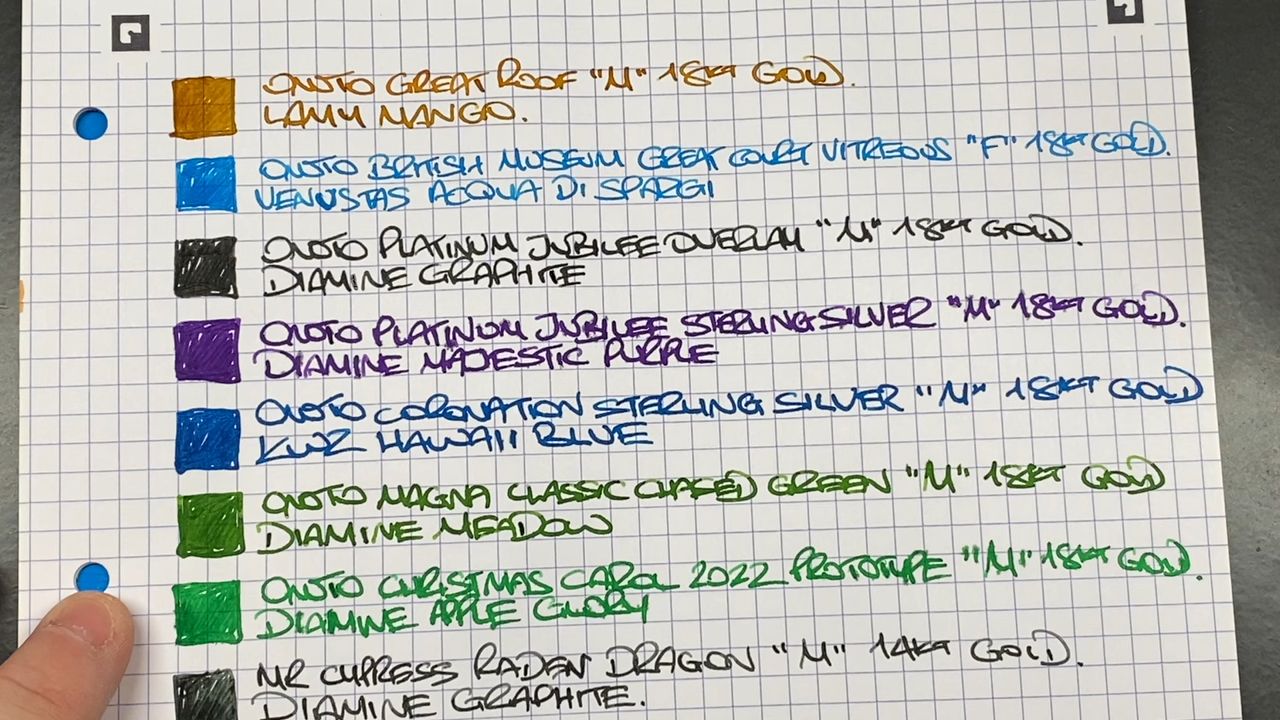 ONOTO GREAT ROOF "M" 18KT GOLD.
LAMY MANGO.
ONOTO BRITISH MUSEUM GREAT COURT VITREOUS "F" 18KT GOLD.
VENVSTAS ACQUA DI SPARGI
ONOTO PLATINUM JUBILEE OVERLAY "M" 18KT GOLD.
DIAMINE GRAPHITE
ONOTO PLATINUM JUBILEE STERLING SILVER "M" 18KT GOLD.
DIAMINE MAJESTIC PURPLE
ONOTO CORONATION STERLING SILVER "M" 18KT GOLD
KWZ HAWAII BLUE
ONOTO MAGNA CLASSIC CHASED GREEN "M" 18KT GOLD
DIAMINE MEADOW
ONOTO CHRISTMAS CAROL 2022 PROTOTYPE "M" 18KT GOLD.
DIAMINE APPLE GLORY
MR CYPRESS RADEN DRAGON "M" 14KT GOLD.
DIAMINE GRAPHITE.